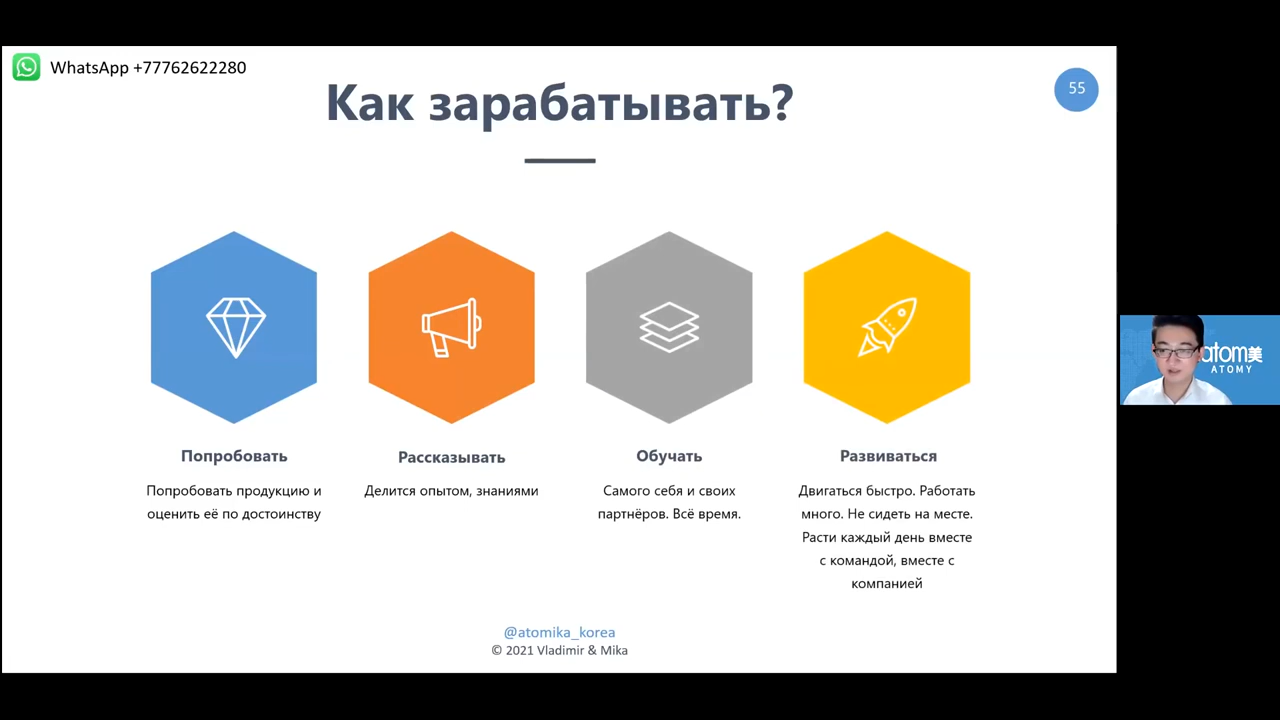 WhatsApp +77762622280
Как зарабатывать?
55
Попробовать
Попробовать продукцию и
оценить её по достоинству
Рассказывать
Делится опытом, знаниями
Обучать
Самого себя и своих
партнёров. Всё время.
Развиваться
Двигаться быстро. Работать
много. Не сидеть на месте.
Расти каждый день вместе
с командой, вместе с
компанией
@atomika_korea
© 2021 Vladimir & Mika
atom美
ATOMY